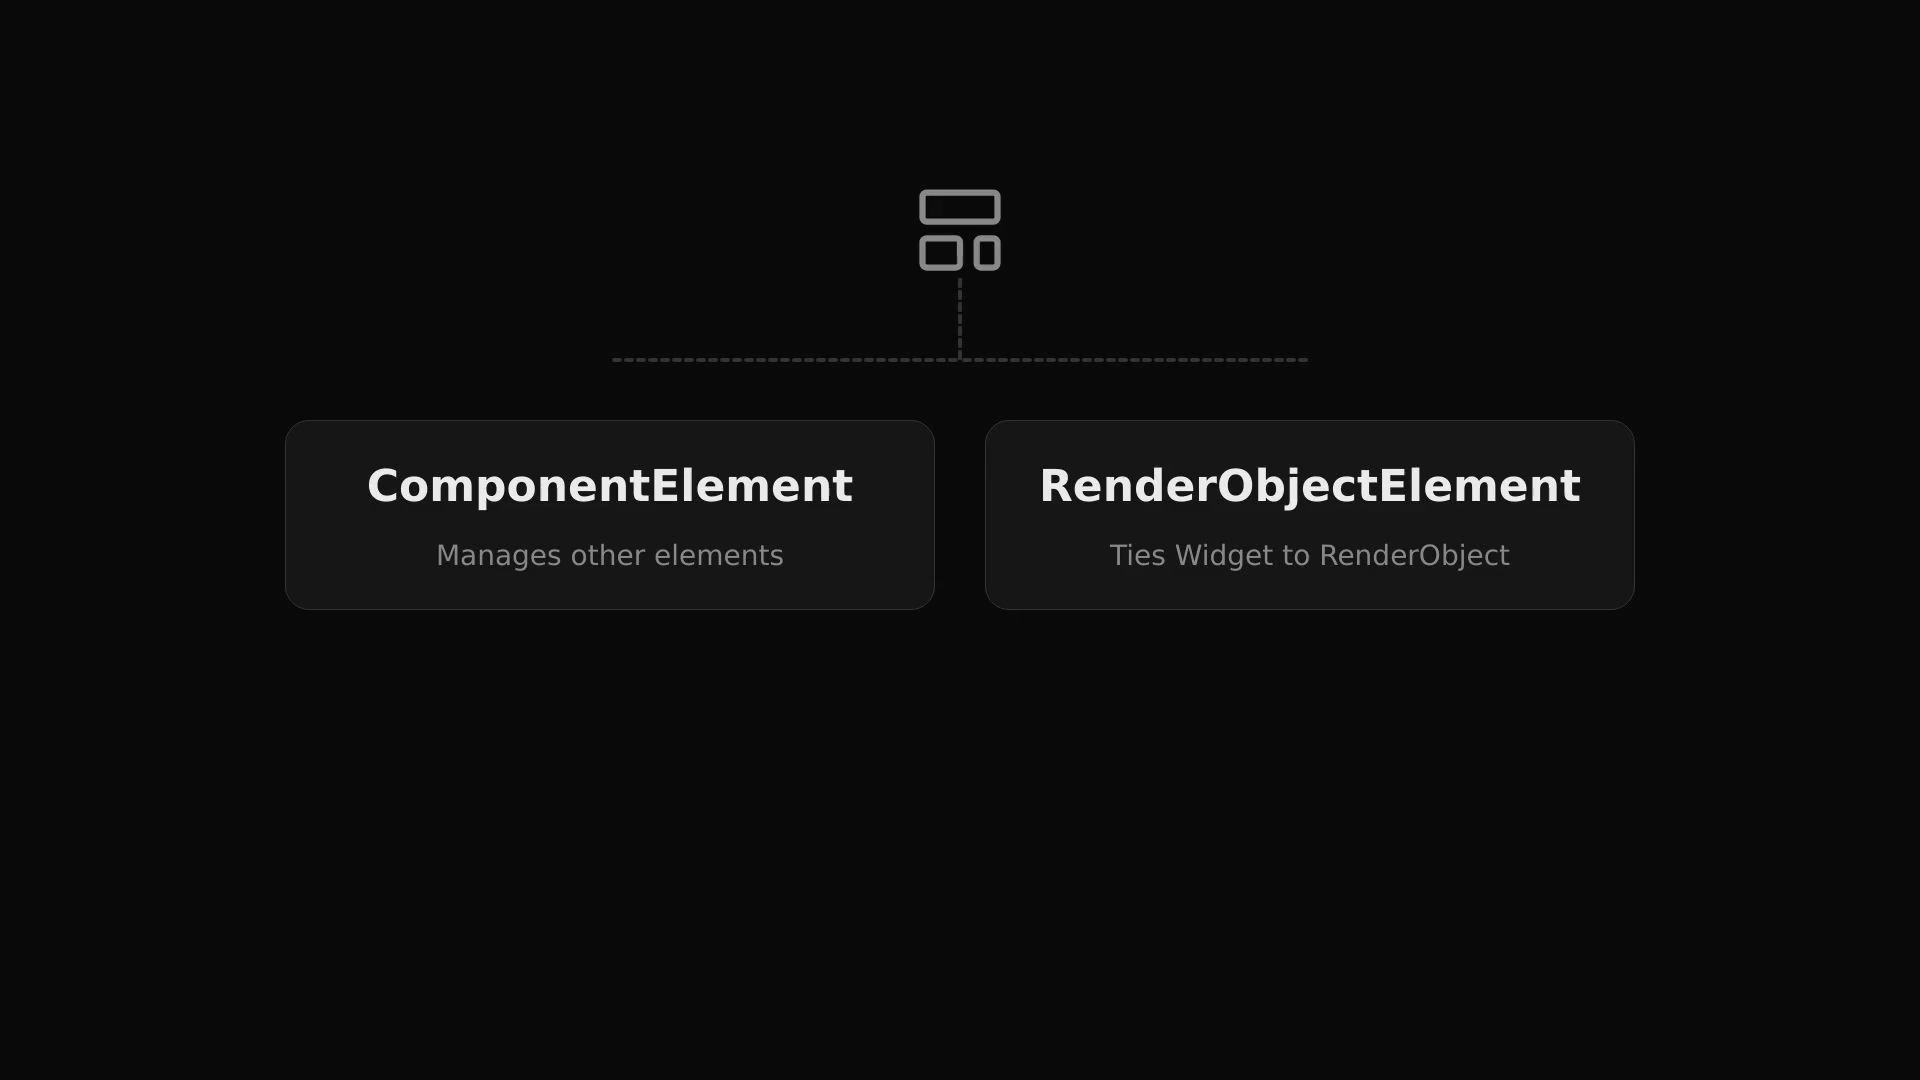 ComponentElement
Manages other elements
RenderObjectElement
Ties Widget to RenderObject